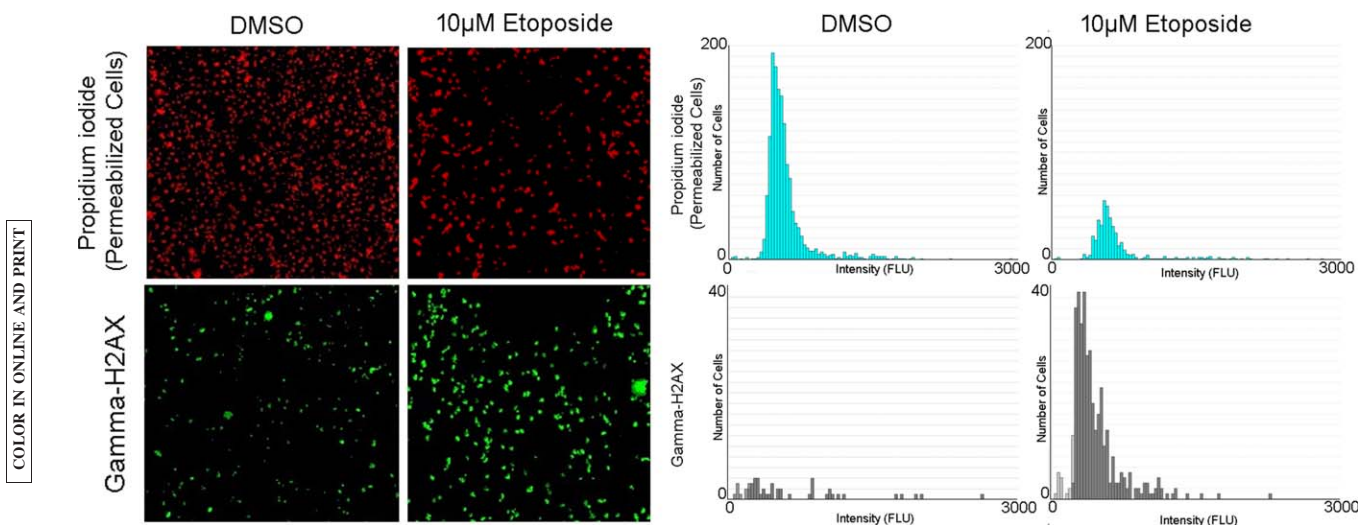 COLOR IN ONLINE AND PRINT
DMSO
10µM Etoposide
DMSO
10µM Etoposide
Propidium iodide
(Permeabilized Cells)
Propidium iodide
(Permeabilized Cells)
200
Number of Cells
0
0
Intensity (FLU)
3000
200
Number of Cells
0
0
Intensity (FLU)
3000
Gamma-H2AX
Gamma-H2AX
40
Number of Cells
0
0
Intensity (FLU)
3000
40
Number of Cells
0
0
Intensity (FLU)
3000